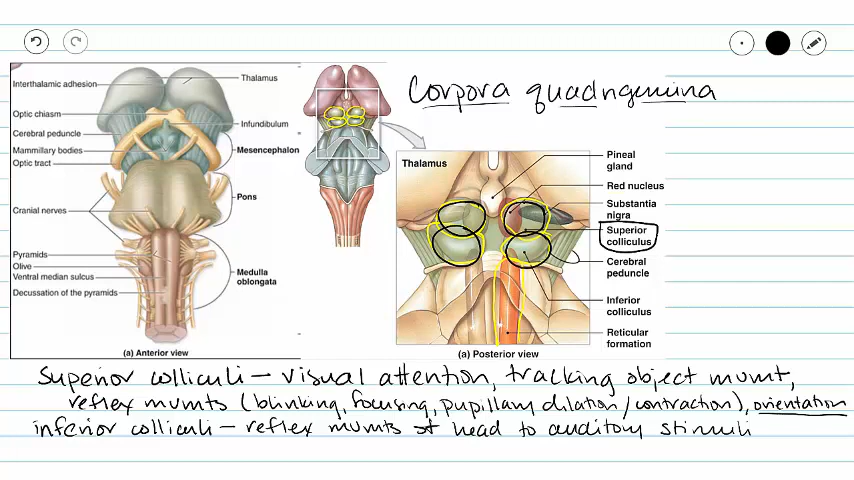 Corpora quadrigemina
Interthalamic adhesion
Thalamus
Optic chiasm
Infundibulum
Cerebral peduncle
Mammillary bodies
Mesencephalon
Optic tract
Pons
Cranial nerves
Pyramids
Olive
Ventral median sulcus
Medulla
oblongata
Decussation of the pyramids
(a) Anterior view
Thalamus
Pineal
gland
Red nucleus
Substantia
nigra
Superior
colliculus
Cerebral
peduncle
Inferior
colliculus
Reticular
formation
(a) Posterior view
Superior colliculi – visual attention, tracking object mvmt,
reflex mvmts (blinking, focusing, pupillary dilation/contraction), orientation
inferior colliculi – reflex mvmts of head to auditory stimuli